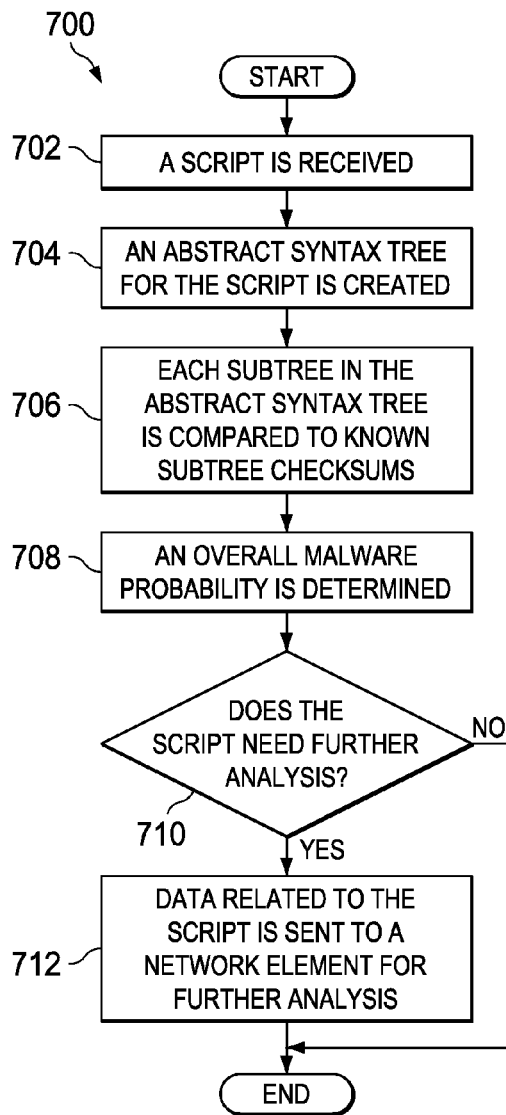 700
START
702
A SCRIPT IS RECEIVED
704
AN ABSTRACT SYNTAX TREE
FOR THE SCRIPT IS CREATED
706
EACH SUBTREE IN THE
ABSTRACT SYNTAX TREE
IS COMPARED TO KNOWN
SUBTREE CHECKSUMS
708
AN OVERALL MALWARE
PROBABILITY IS DETERMINED
DOES THE
SCRIPT NEED FURTHER
ANALYSIS?
NO
710
YES
712
DATA RELATED TO THE
SCRIPT IS SENT TO A
NETWORK ELEMENT FOR
FURTHER ANALYSIS
END